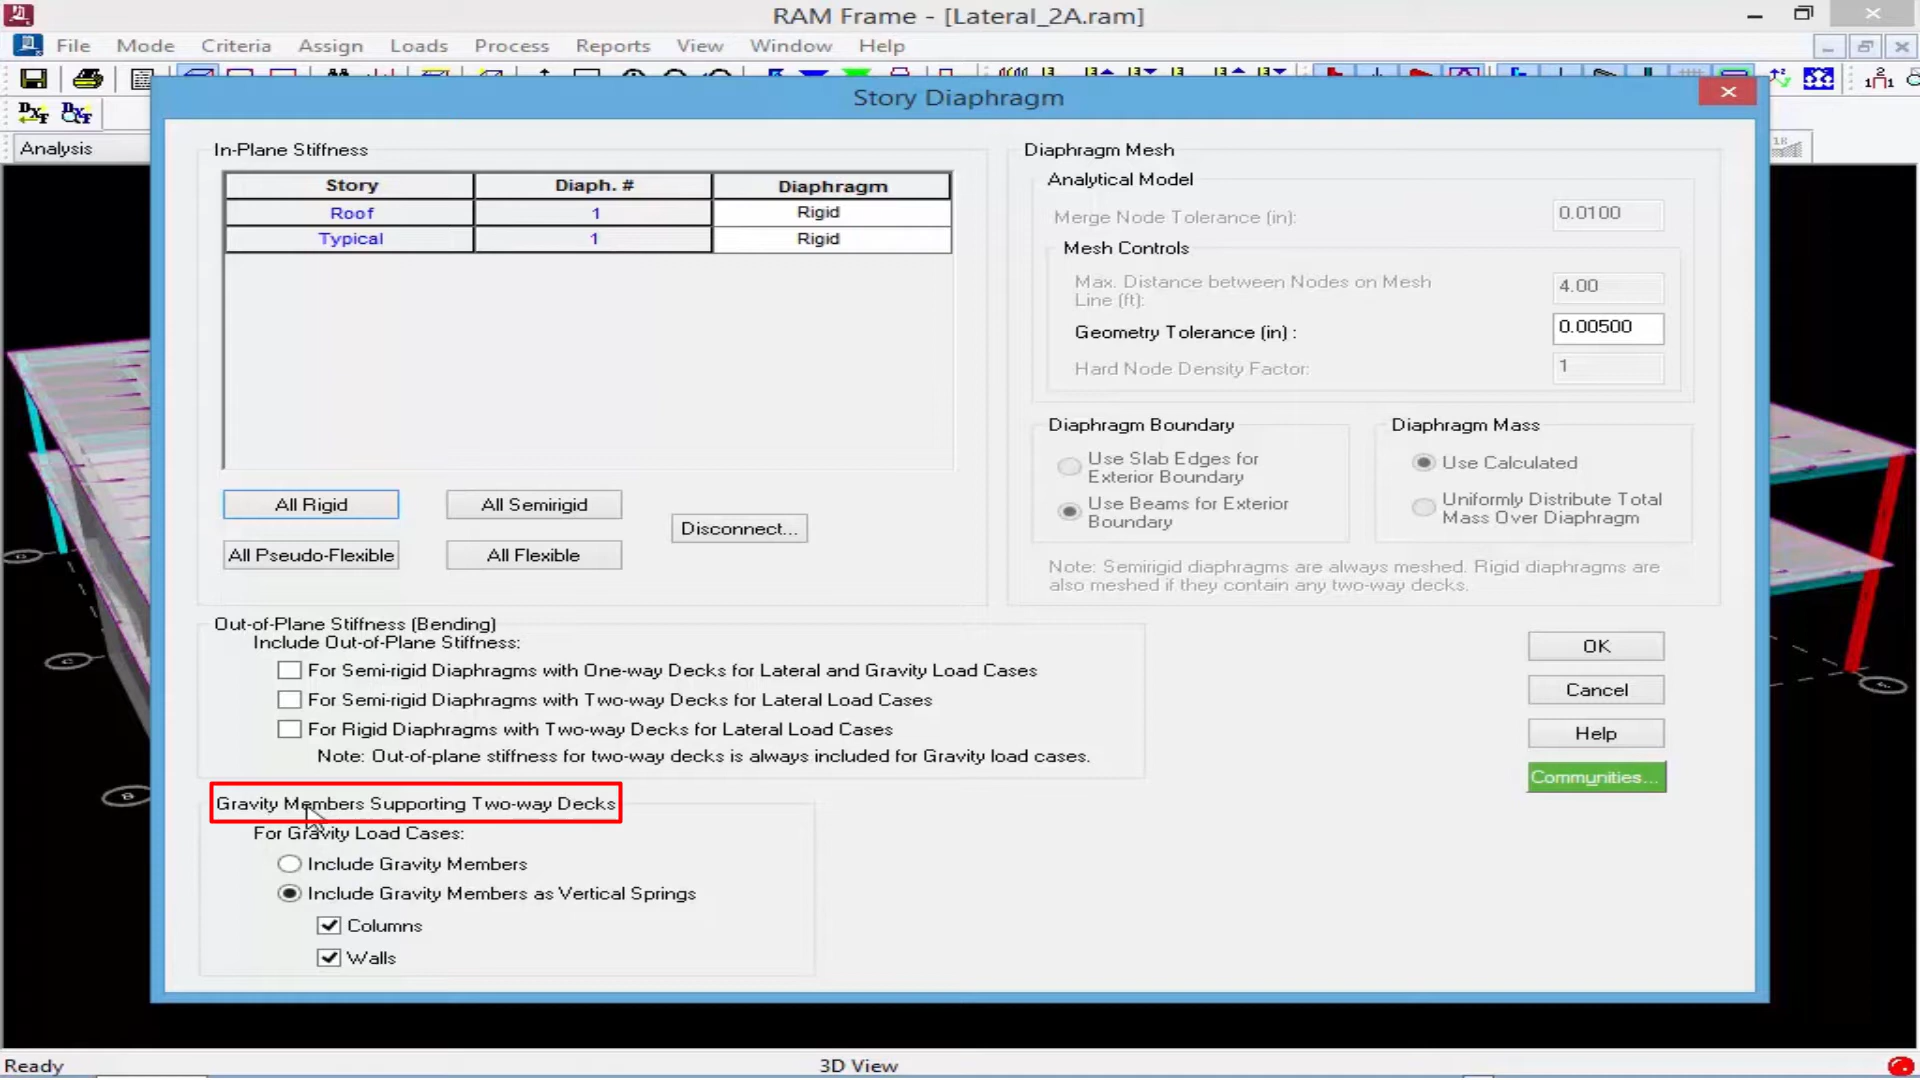 RAM Frame - [Lateral_2A.ram]
File Mode Criteria Assign Loads Process Reports View Window Help
Analysis
Story Diaphragm
In-Plane Stiffness
Story Diaph. # Diaphragm
Roof 1 Rigid
Typical 1 Rigid
All Rigid
All Semirigid
Disconnect...
All Pseudo-Flexible
All Flexible
Diaphragm Mesh
Analytical Model
Merge Node Tolerance (in): 0.0100
Mesh Controls
Max. Distance between Nodes on Mesh
Line (ft): 4.00
Geometry Tolerance (in) : 0.00500
Hard Node Density Factor: 1
Diaphragm Boundary
Use Slab Edges for
Exterior Boundary
Use Beams for Exterior
Boundary
Diaphragm Mass
Use Calculated
Uniformly Distribute Total
Mass Over Diaphragm
Note: Semirigid diaphragms are always meshed. Rigid diaphragms are
also meshed if they contain any two-way decks.
Out-of-Plane Stiffness (Bending)
Include Out-of-Plane Stiffness:
For Semi-rigid Diaphragms with One-way Decks for Lateral and Gravity Load Cases
For Semi-rigid Diaphragms with Two-way Decks for Lateral Load Cases
For Rigid Diaphragms with Two-way Decks for Lateral Load Cases
Note: Out-of-plane stiffness for two-way decks is always included for Gravity load cases.
Gravity Members Supporting Two-way Decks
For Gravity Load Cases:
Include Gravity Members
Include Gravity Members as Vertical Springs
Columns
Walls
OK
Cancel
Help
Communities...
Ready
3D View